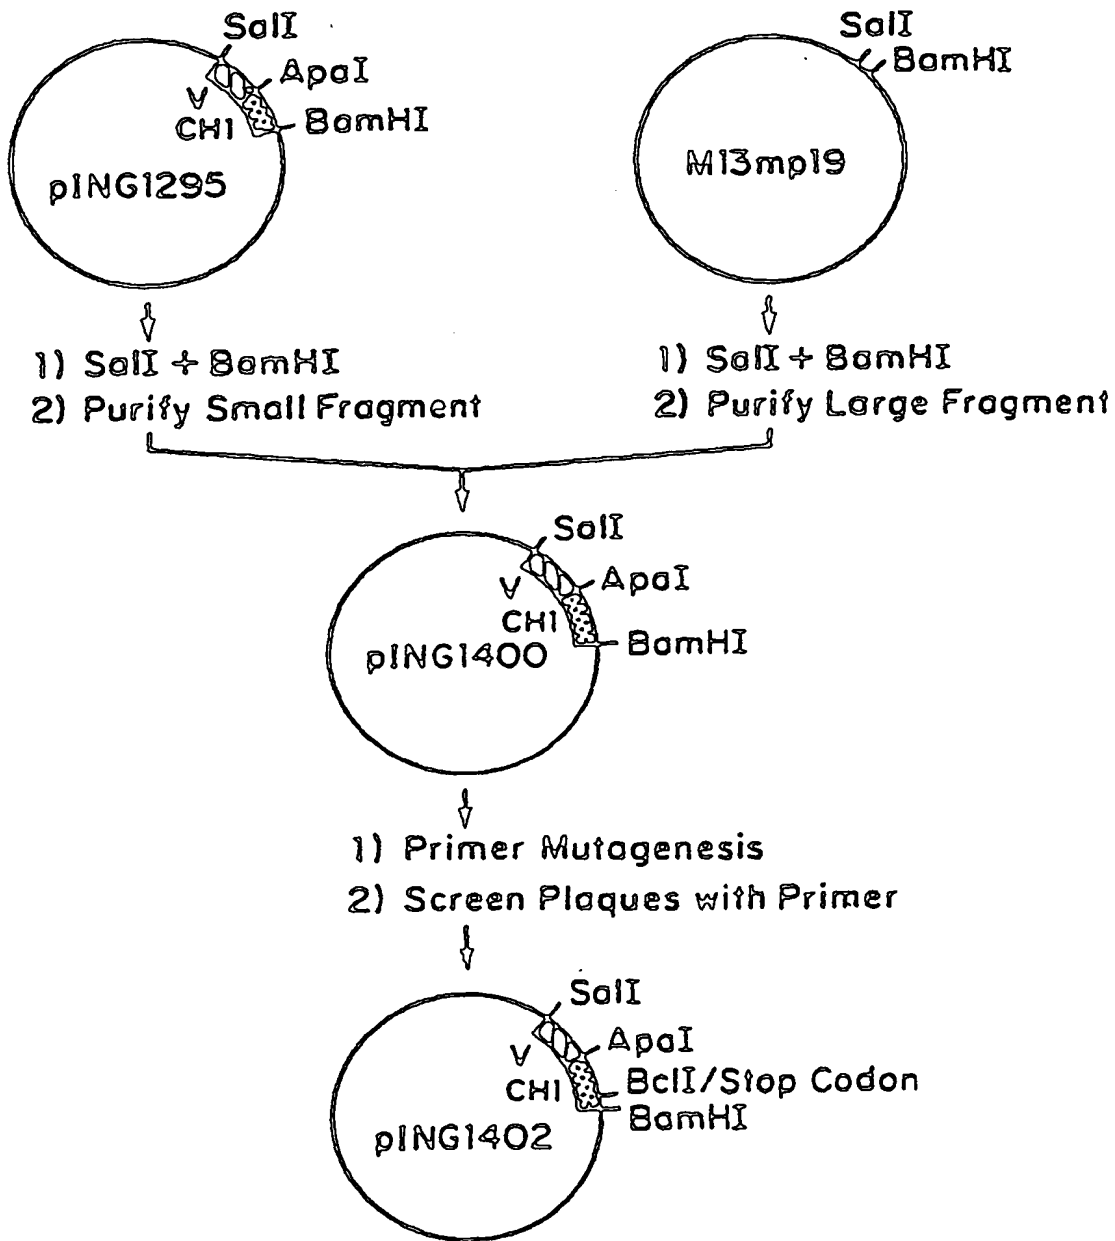 SalI
ApaI
BamHI
V
CH1
pING1295
SalI
BamHI
M13mp19
1) SalI + BamHI
2) Purify Small Fragment
1) SalI + BamHI
2) Purify Large Fragment
SalI
ApaI
BamHI
V
CH1
pING1400
1) Primer Mutagenesis
2) Screen Plaques with Primer
SalI
ApaI
BclI/Stop Codon
BamHI
V
CH1
pING1402